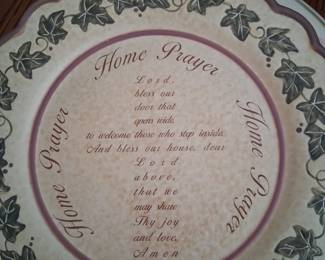 Home Prayer
Lord,
bless our
door that
opens wide
to welcome those who step inside.
And bless our house, dear
Lord
above,
that we
may share
Thy joy
and love.
Amen
Home Prayer
Home Prayer